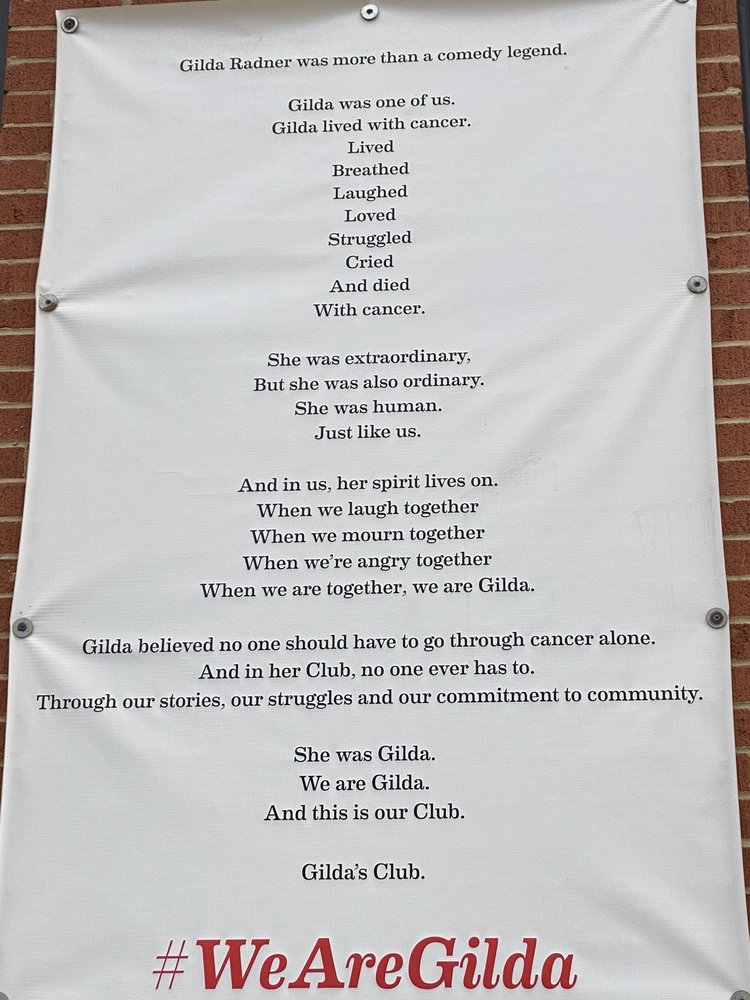 Gilda Radner was more than a comedy legend.
Gilda was one of us.
Gilda lived with cancer.
Lived
Breathed
Laughed
Loved
Struggled
Cried
And died
With cancer.
She was extraordinary,
But she was also ordinary.
She was human.
Just like us.
And in us, her spirit lives on.
When we laugh together
When we mourn together
When we’re angry together
When we are together, we are Gilda.
Gilda believed no one should have to go through cancer alone.
And in her Club, no one ever has to.
Through our stories, our struggles and our commitment to community.
She was Gilda.
We are Gilda.
And this is our Club.
Gilda’s Club.
#WeAreGilda